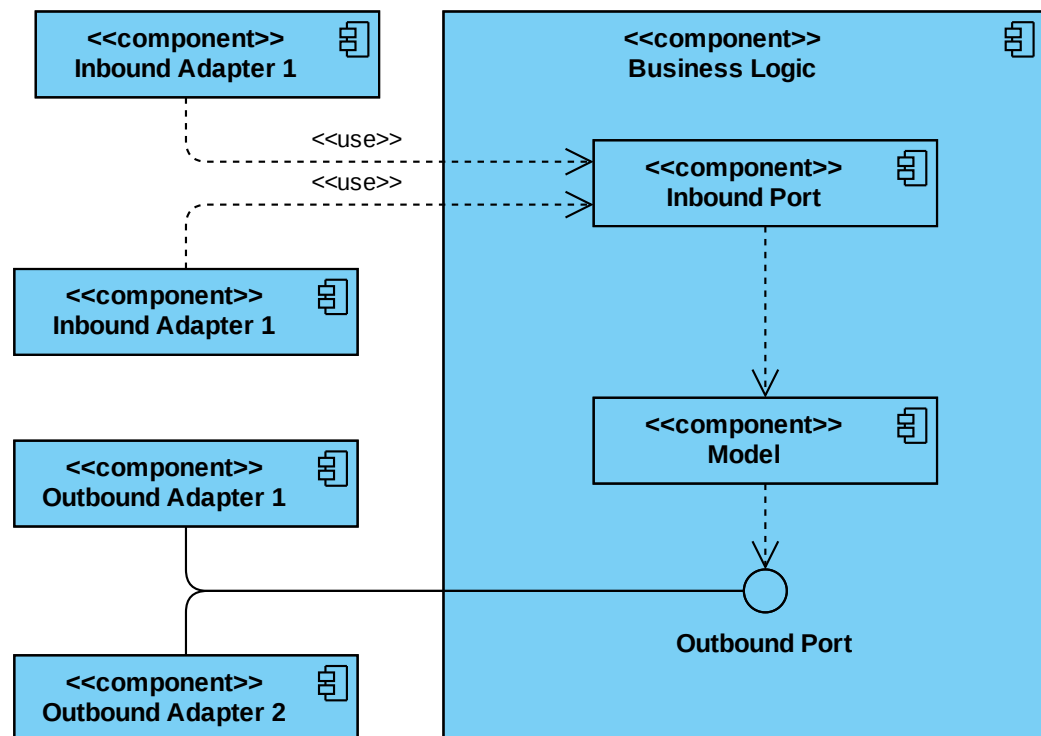 <<component>>
Inbound Adapter 1
<<component>>
Business Logic
<<use>>
<<component>>
Inbound Port
<<use>>
<<component>>
Inbound Adapter 1
<<component>>
Model
<<component>>
Outbound Adapter 1
Outbound Port
<<component>>
Outbound Adapter 2